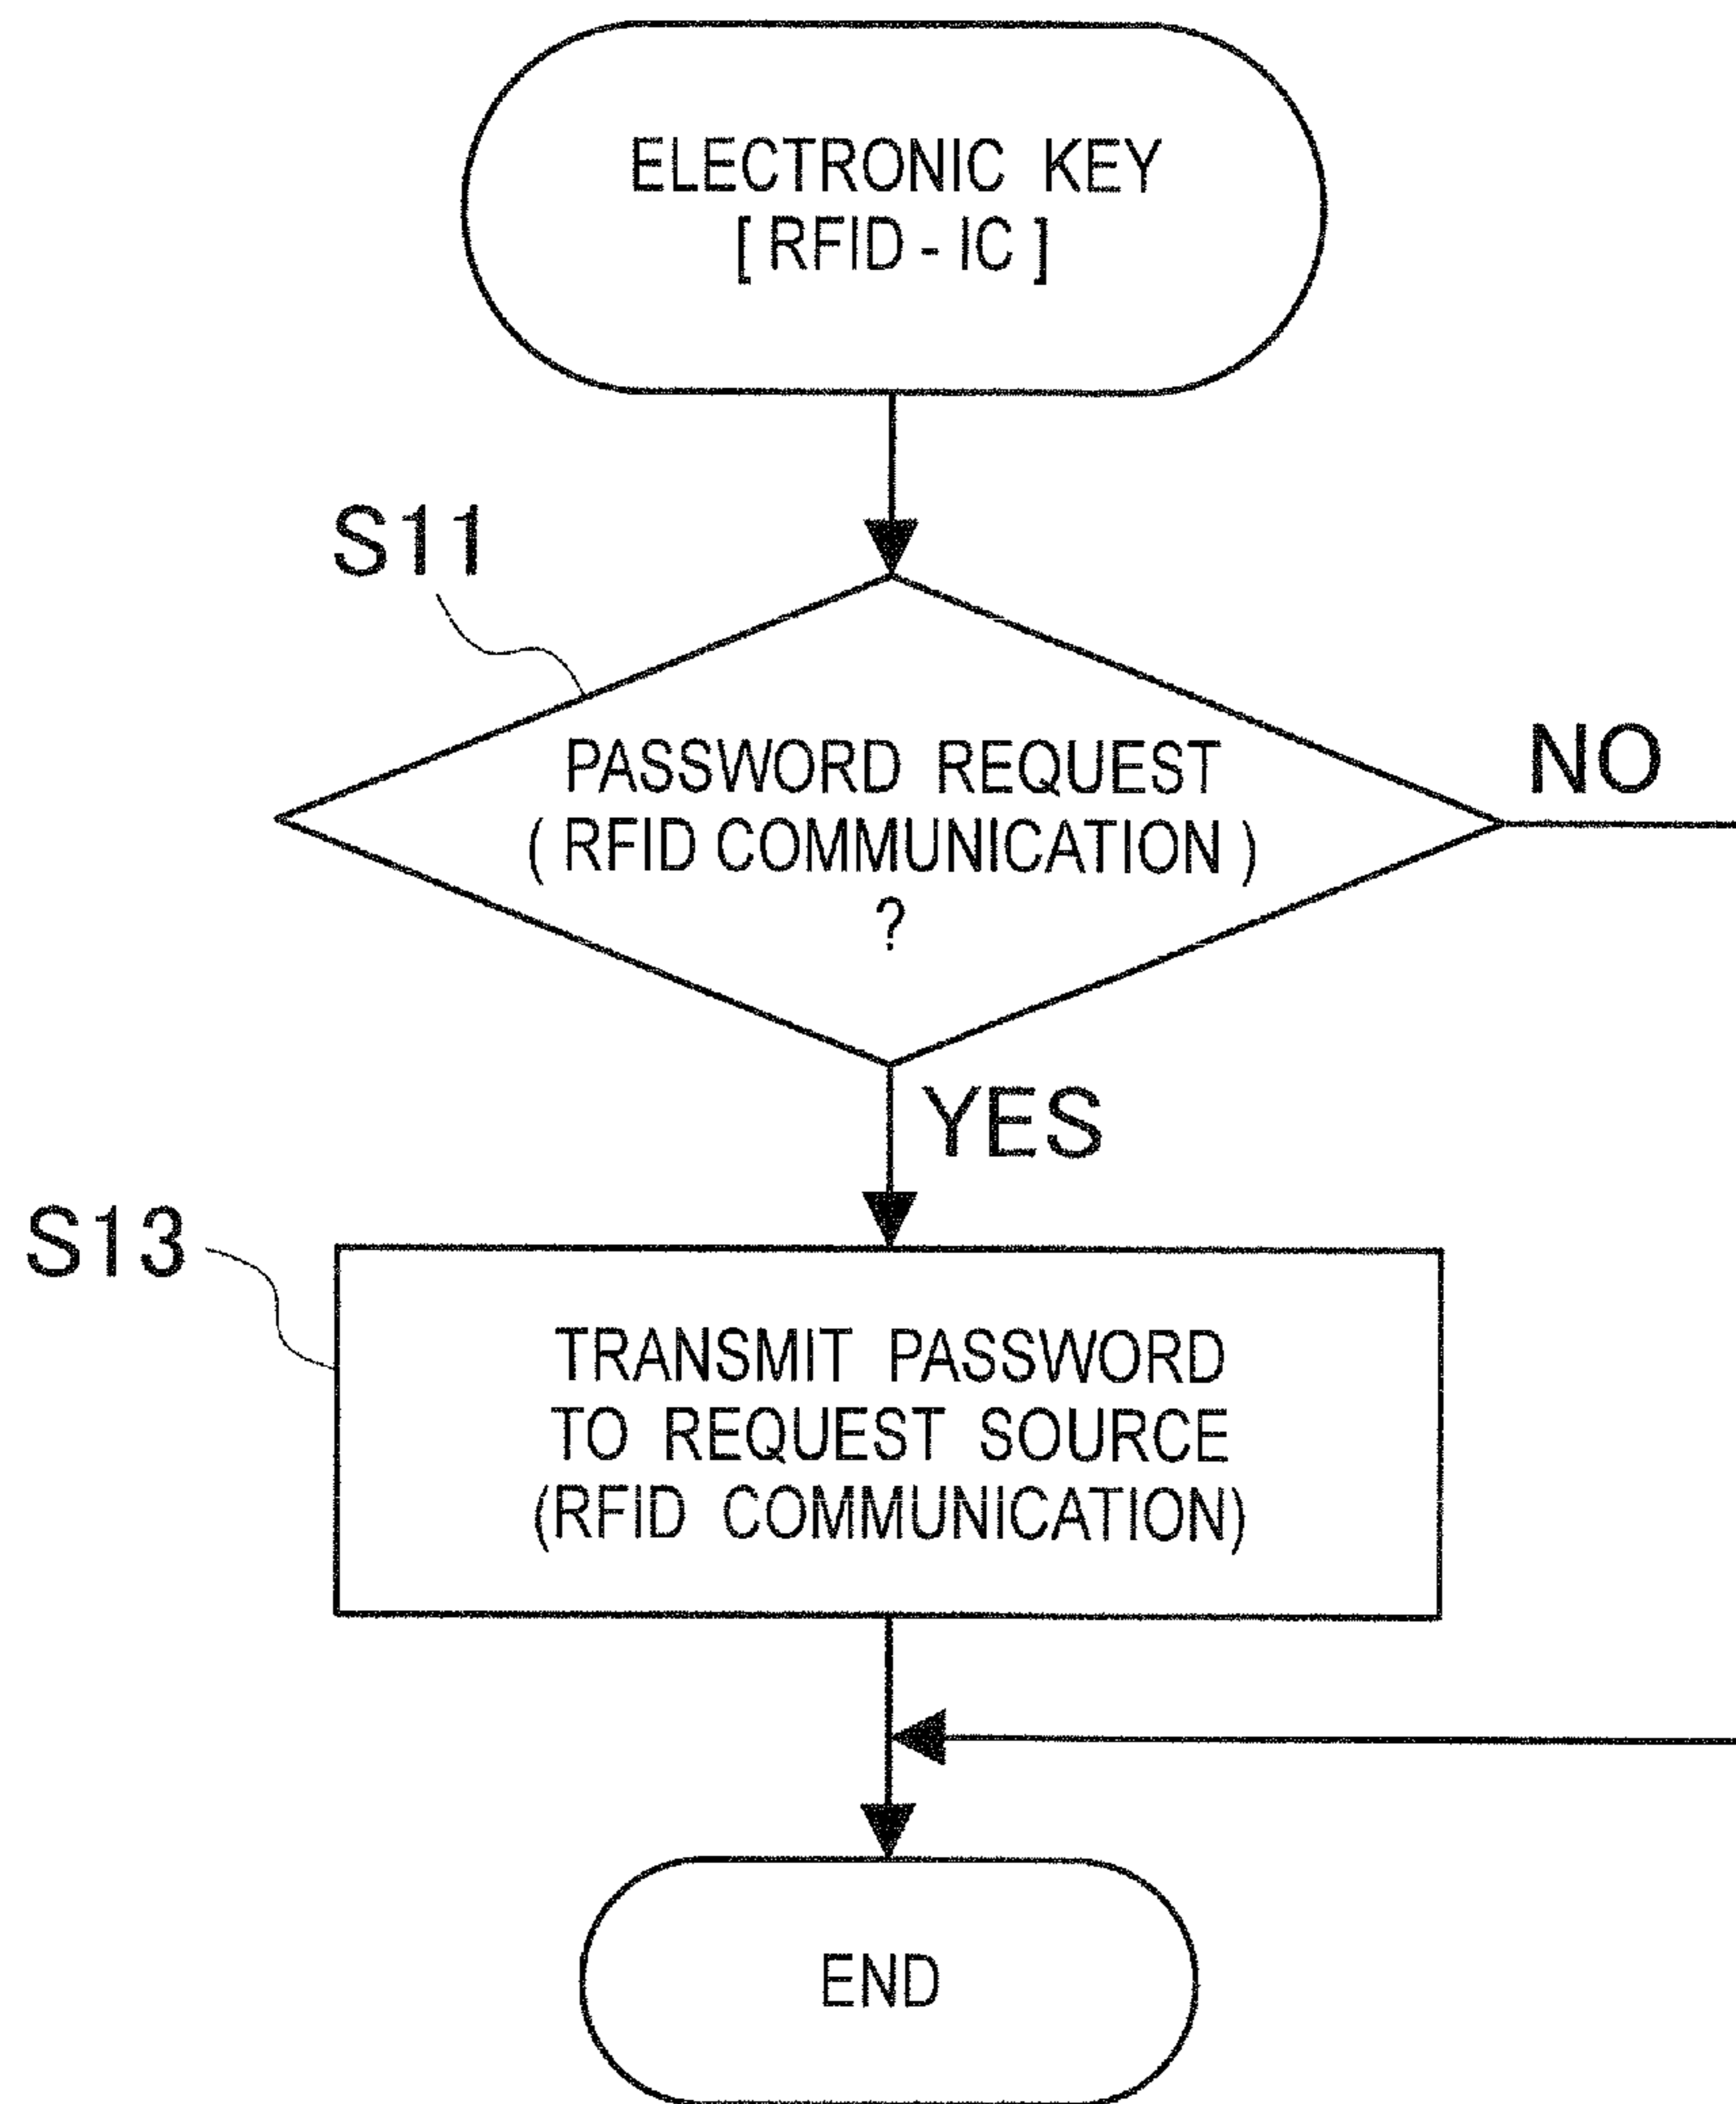 ELECTRONIC KEY
[ RFID - IC ]
S11
PASSWORD REQUEST
( RFID COMMUNICATION )
?
NO
YES
S13
TRANSMIT PASSWORD
TO REQUEST SOURCE
(RFID COMMUNICATION)
END